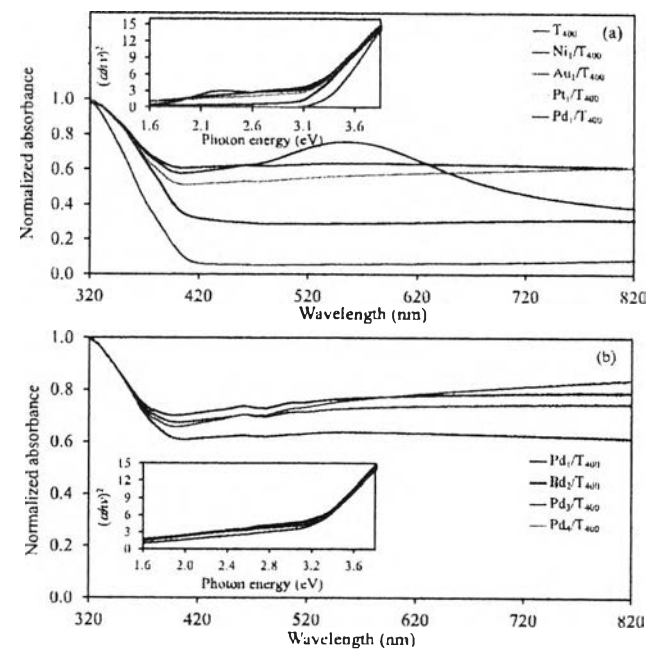 (a)
Normalized absorbance
1.0
0.8
0.6
0.4
0.2
0.0
320 420 520 620 720 820
Wavelength (nm)
(αhν)²
15
12
9
6
3
0
1.6 2.1 2.6 3.1 3.6
Photon energy (eV)
T₄₀₀
Ni₁/T₄₀₀
Au₁/T₄₀₀
Pt₁/T₄₀₀
Pd₁/T₄₀₀
(b)
Normalized absorbance
1.0
0.8
0.6
0.4
0.2
0.0
320 420 520 620 720 820
Wavelength (nm)
(αhν)²
15
12
9
6
3
0
1.6 2.0 2.4 2.8 3.2 3.6
Photon energy (eV)
Pd₁/T₄₀₀
Bd₂/T₄₀₀
Pd₃/T₄₀₀
Pd₄/T₄₀₀